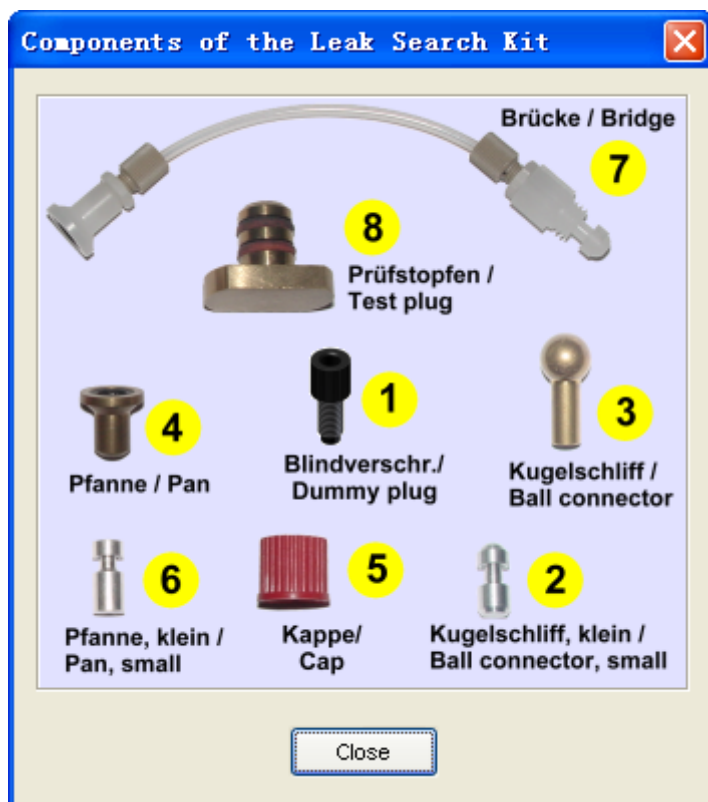 Components of the Leak Search Kit
Brücke / Bridge
7
8
Prüfstopfen /
Test plug
4
Pfanne / Pan
1
Blindverschr./
Dummy plug
3
Kugelschliff /
Ball connector
6
Pfanne, klein /
Pan, small
5
Kappe/
Cap
2
Kugelschliff, klein /
Ball connector, small
Close